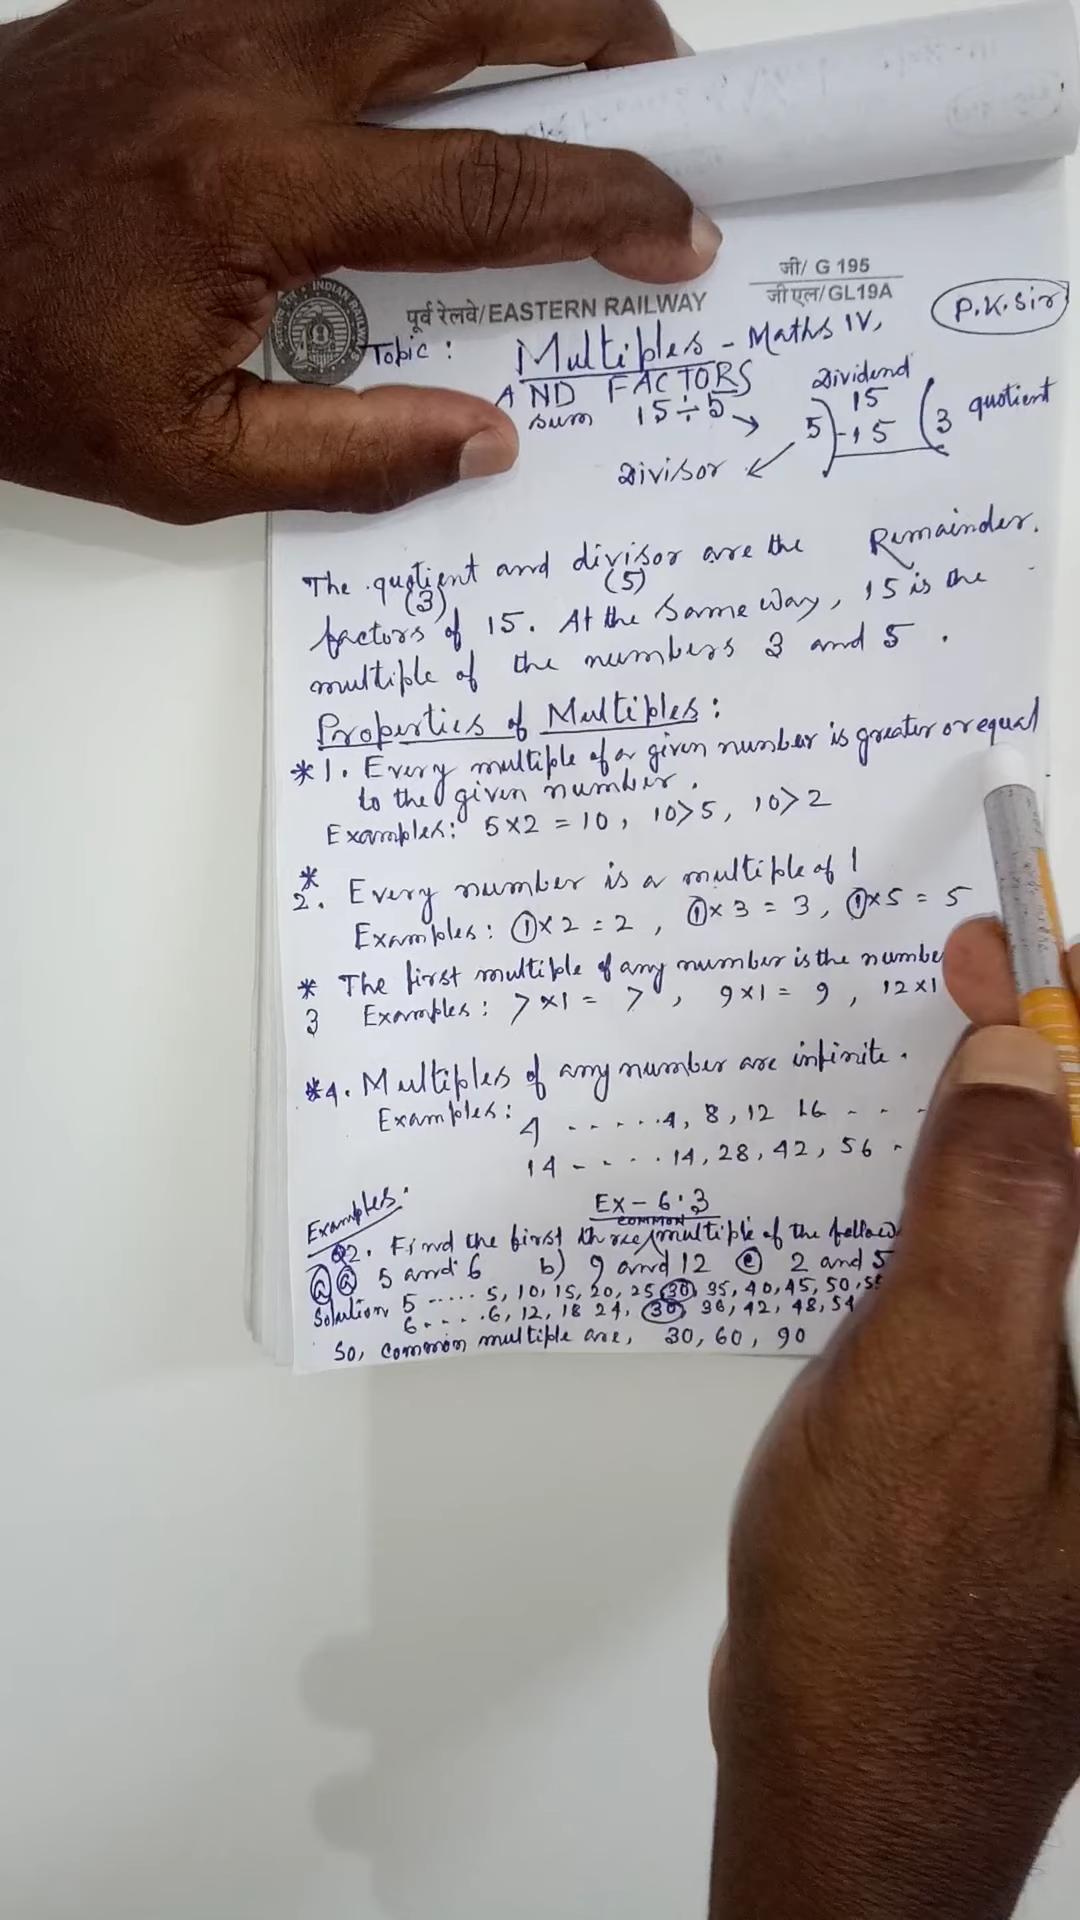 INDIAN RAILWAYS
पूर्व रेलवे/EASTERN RAILWAY
जी/ G 195
जी एल/GL19A
P.K.Sir
Topic : Multiples - Maths IV,
AND FACTORS
Sum 15÷5 →
Dividend
15
5) -15 (3 quotient
Divisor
Remainder.
The quotient and divisor are the
(3) (5)
factors of 15. At the same way, 15 is the
multiple of the numbers 3 and 5 .
Properties of Multiples :
*1. Every multiple of a given number is greater or equal
to the given number.
Examples: 5×2 = 10, 10>5, 10>2
*
2. Every number is a multiple of 1
Examples: ①×2 = 2 , ①×3 = 3, ①×5 = 5
* The first multiple of any number is the numbe
3 Examples: 7×1 = 7 , 9×1 = 9 , 12×1
*4. Multiples of any number are infinite.
Examples: 4 ..... 4, 8, 12 16 - - -
14 - - . . 14, 28, 42, 56 -
Examples. Ex - 6.3
COMMON
Q2. Find the first three multiple of the follow
a a 5 and 6 b) 9 and 12 e 2 and 5
Solution 5 ..... 5, 10, 15, 20, 25, 30, 35, 40, 45, 50, 55
6 - . . . 6, 12, 18 24, 30, 36, 42, 48, 54
So, common multiple are, 30, 60, 90